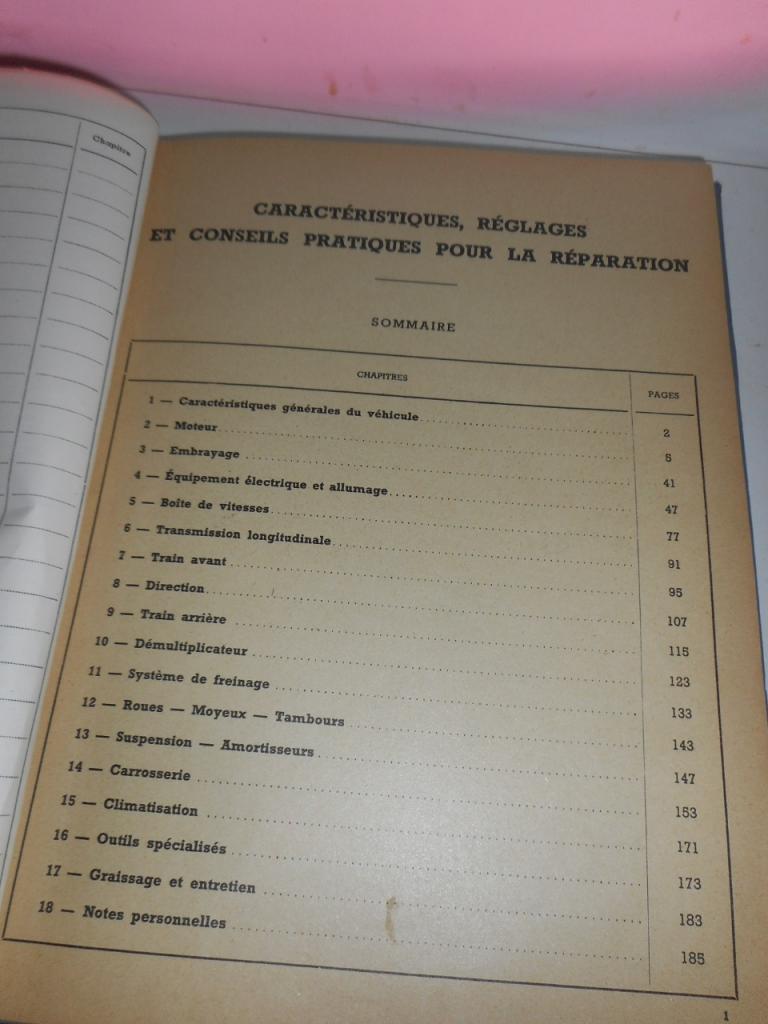 Chapitre
CARACTÉRISTIQUES, RÉGLAGES
ET CONSEILS PRATIQUES POUR LA RÉPARATION
SOMMAIRE
CHAPITRES PAGES
1 — Caractéristiques générales du véhicule 2
2 — Moteur 5
3 — Embrayage 41
4 — Équipement électrique et allumage 47
5 — Boîte de vitesses 77
6 — Transmission longitudinale 91
7 — Train avant 95
8 — Direction 107
9 — Train arrière 115
10 — Démultiplicateur 123
11 — Système de freinage 133
12 — Roues — Moyeux — Tambours 143
13 — Suspension — Amortisseurs 147
14 — Carrosserie 153
15 — Climatisation 171
16 — Outils spécialisés 173
17 — Graissage et entretien 183
18 — Notes personnelles 185
1